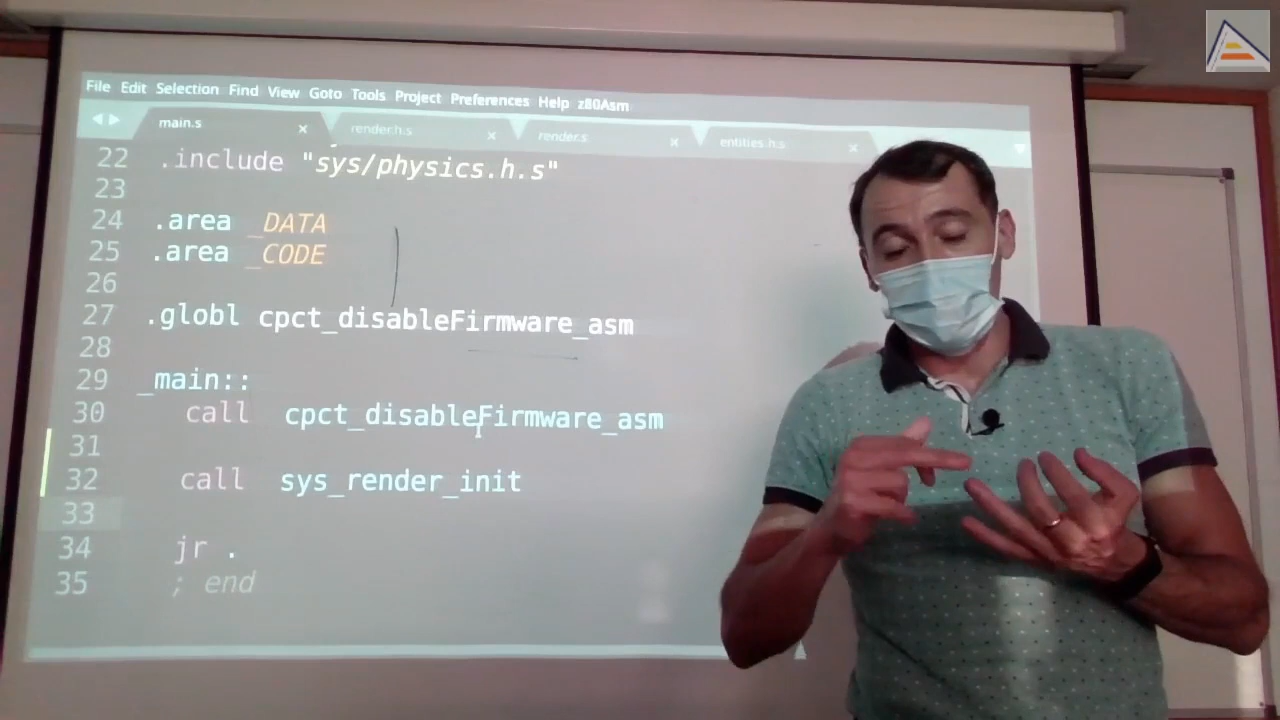 File Edit Selection Find View Goto Tools Project Preferences Help z80Asm
main.s render.h.s render.s entities.h.s
22 .include "sys/physics.h.s"
23
24 .area _DATA
25 .area _CODE
26
27 .globl cpct_disableFirmware_asm
28
29 _main::
30 call cpct_disableFirmware_asm
31
32 call sys_render_init
33
34 jr .
35 ; end